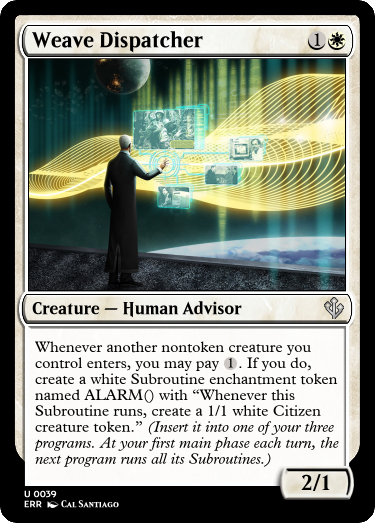 Weave Dispatcher 1
Creature — Human Advisor
Whenever another nontoken creature you
control enters, you may pay 1. If you do,
create a white Subroutine enchantment token
named ALARM() with “Whenever this
Subroutine runs, create a 1/1 white Citizen
creature token.” (Insert it into one of your three
programs. At your first main phase each turn, the
next program runs all its Subroutines.)
2/1
U 0039
ERR Cal Santiago